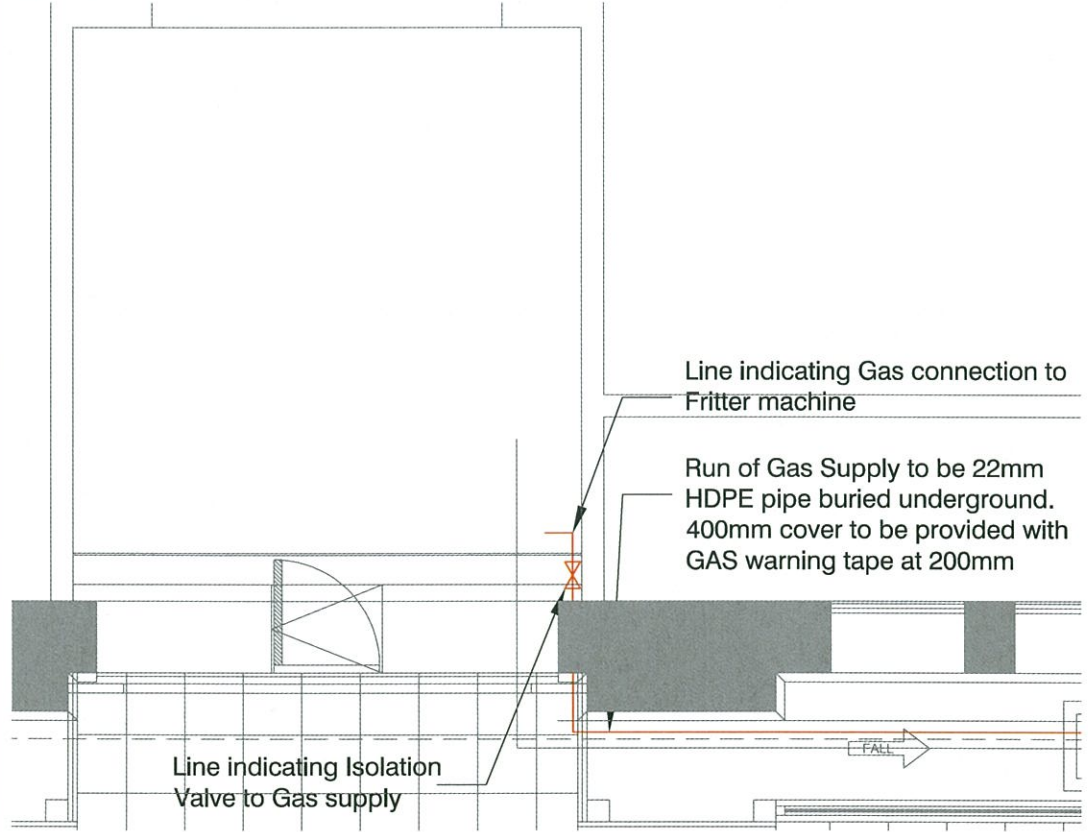 Line indicating Gas connection to
Fritter machine
Run of Gas Supply to be 22mm
HDPE pipe buried underground.
400mm cover to be provided with
GAS warning tape at 200mm
FALL
Line indicating Isolation
Valve to Gas supply